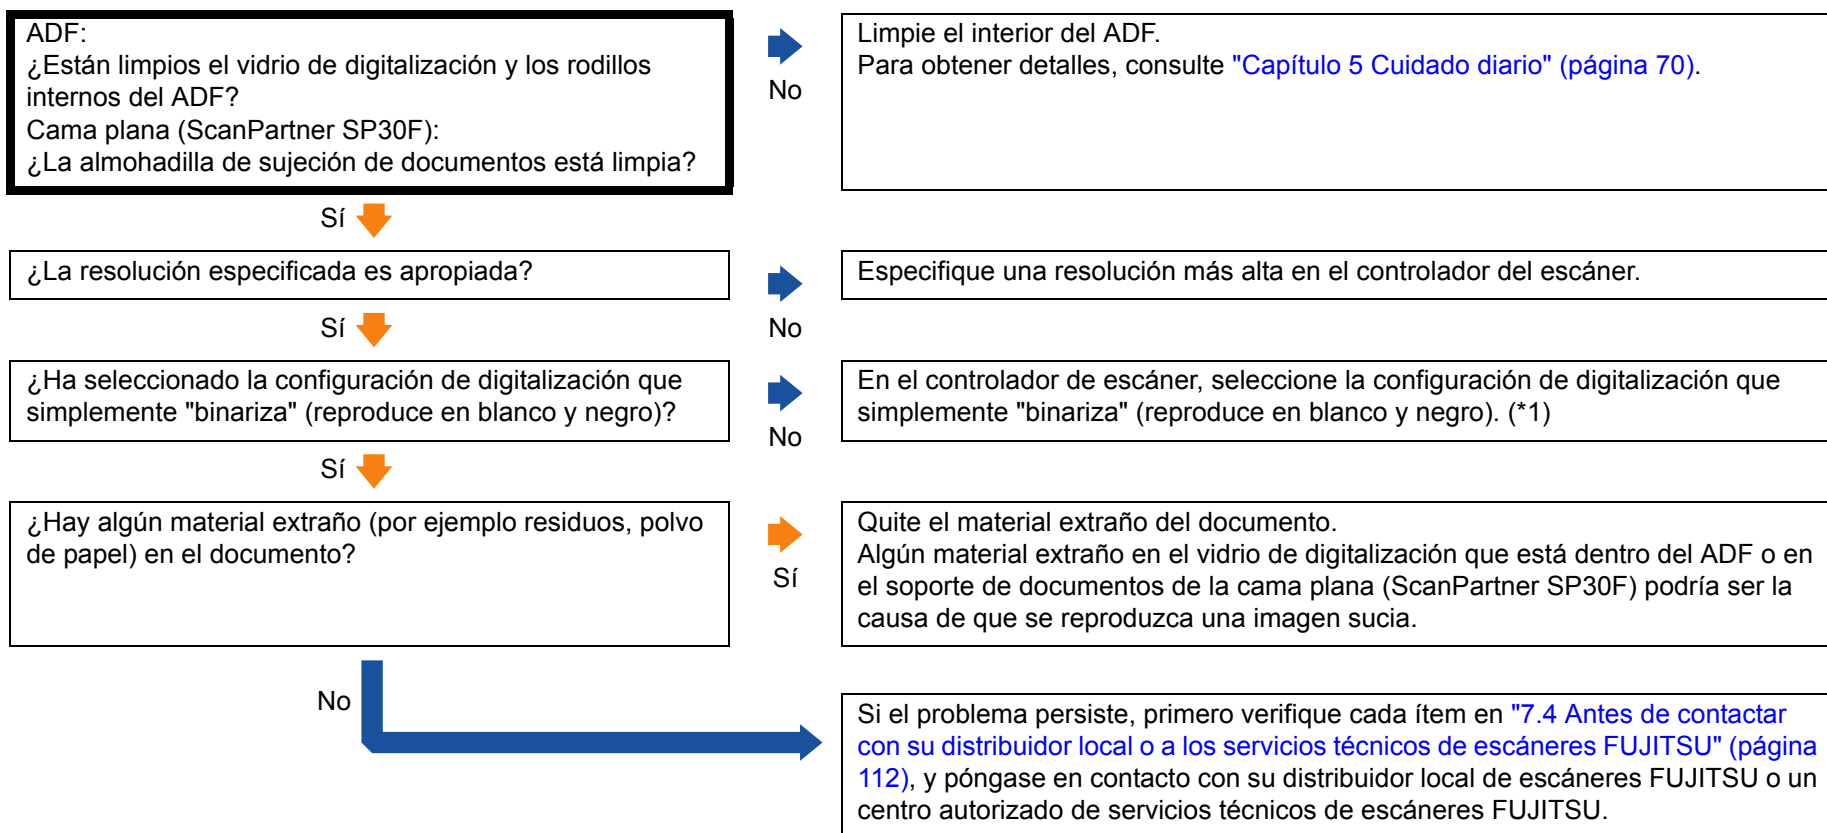 ADF:
¿Están limpios el vidrio de digitalización y los rodillos
internos del ADF?
Cama plana (ScanPartner SP30F):
¿La almohadilla de sujeción de documentos está limpia?
No
Limpie el interior del ADF.
Para obtener detalles, consulte "Capítulo 5 Cuidado diario" (página 70).
Sí
¿La resolución especificada es apropiada?
No
Especifique una resolución más alta en el controlador del escáner.
Sí
¿Ha seleccionado la configuración de digitalización que
simplemente "binariza" (reproduce en blanco y negro)?
No
En el controlador de escáner, seleccione la configuración de digitalización que
simplemente "binariza" (reproduce en blanco y negro). (*1)
Sí
¿Hay algún material extraño (por ejemplo residuos, polvo
de papel) en el documento?
Sí
Quite el material extraño del documento.
Algún material extraño en el vidrio de digitalización que está dentro del ADF o en
el soporte de documentos de la cama plana (ScanPartner SP30F) podría ser la
causa de que se reproduzca una imagen sucia.
No
Si el problema persiste, primero verifique cada ítem en "7.4 Antes de contactar
con su distribuidor local o a los servicios técnicos de escáneres FUJITSU" (página
112), y póngase en contacto con su distribuidor local de escáneres FUJITSU o un
centro autorizado de servicios técnicos de escáneres FUJITSU.